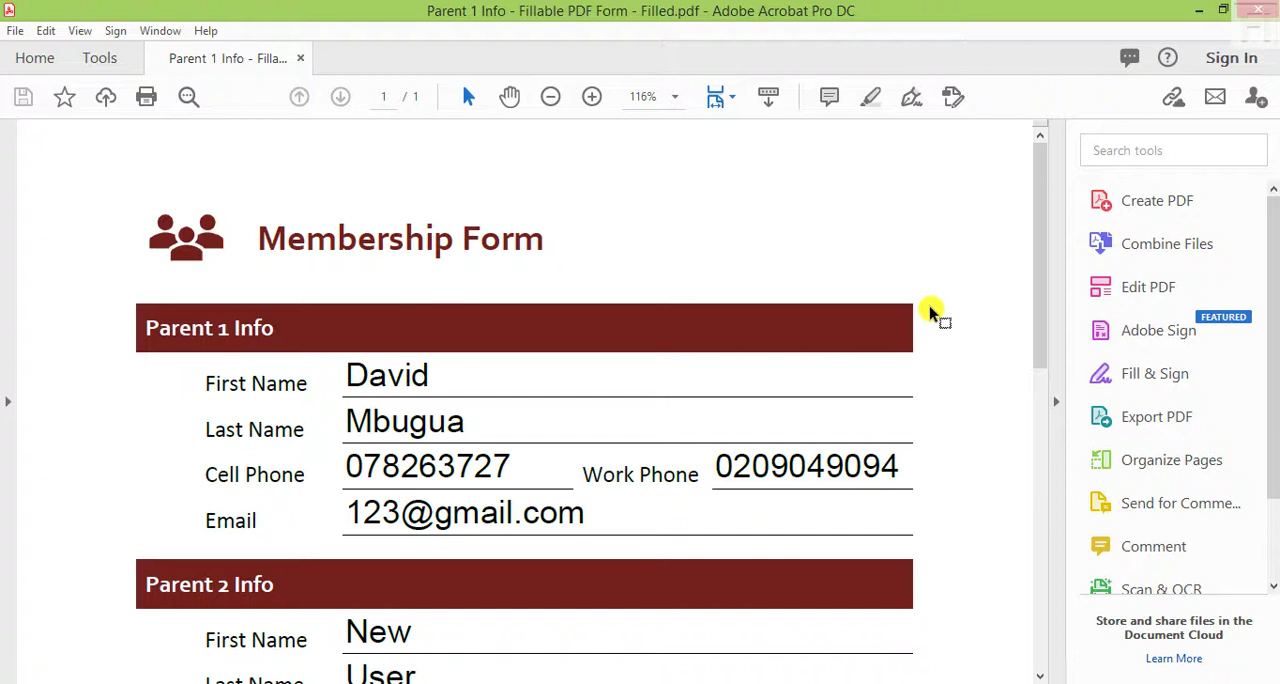 Parent 1 Info - Fillable PDF Form - Filled.pdf - Adobe Acrobat Pro DC
File Edit View Sign Window Help
Home Tools Parent 1 Info - Filla... × Sign In
1 / 1 116%
Search tools
Create PDF
Combine Files
Edit PDF
FEATURED
Adobe Sign
Fill & Sign
Export PDF
Organize Pages
Send for Comme...
Comment
Scan & OCR
Store and share files in the
Document Cloud
Learn More
Membership Form
Parent 1 Info
First Name David
Last Name Mbugua
Cell Phone 078263727 Work Phone 0209049094
Email 123@gmail.com
Parent 2 Info
First Name New
Last Name User